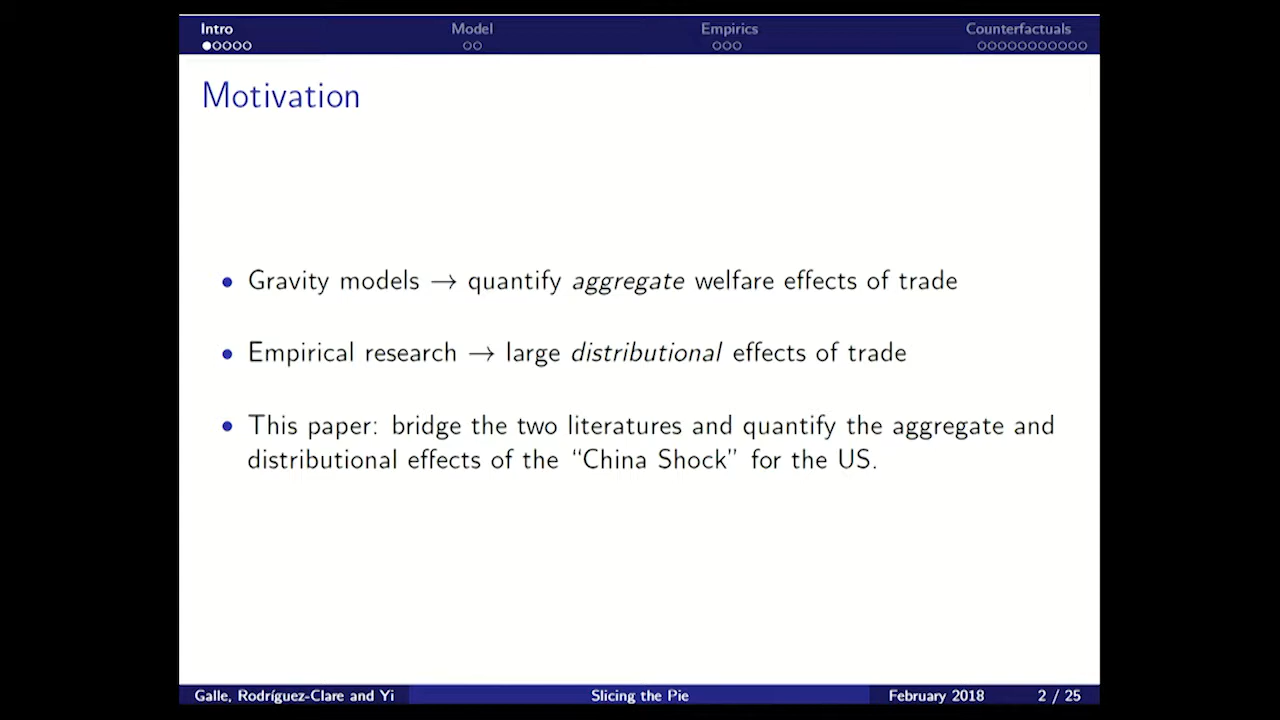 Intro Model Empirics Counterfactuals
Motivation
• Gravity models → quantify aggregate welfare effects of trade
• Empirical research → large distributional effects of trade
• This paper: bridge the two literatures and quantify the aggregate and
distributional effects of the “China Shock” for the US.
Galle, Rodríguez-Clare and Yi Slicing the Pie February 2018 2 / 25